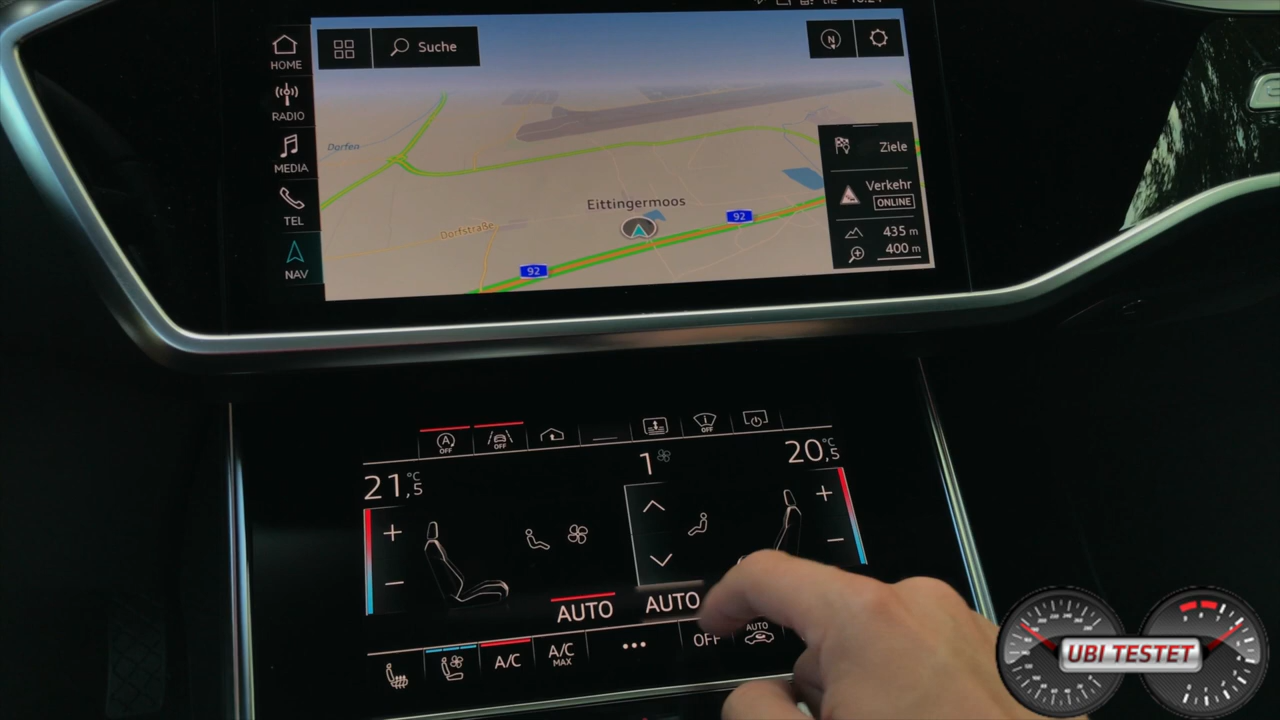 Suche
N
HOME
RADIO
MEDIA
TEL
NAV
Dorfen
Eittingermoos
Dorfstraße
92
92
Ziele
Verkehr
ONLINE
435 m
400 m
A
OFF
OFF
OFF
21,5 °C
1
20,5 °C
+
−
+
−
AUTO
AUTO
A/C
A/C
MAX
•••
OFF
AUTO
UBI TESTET